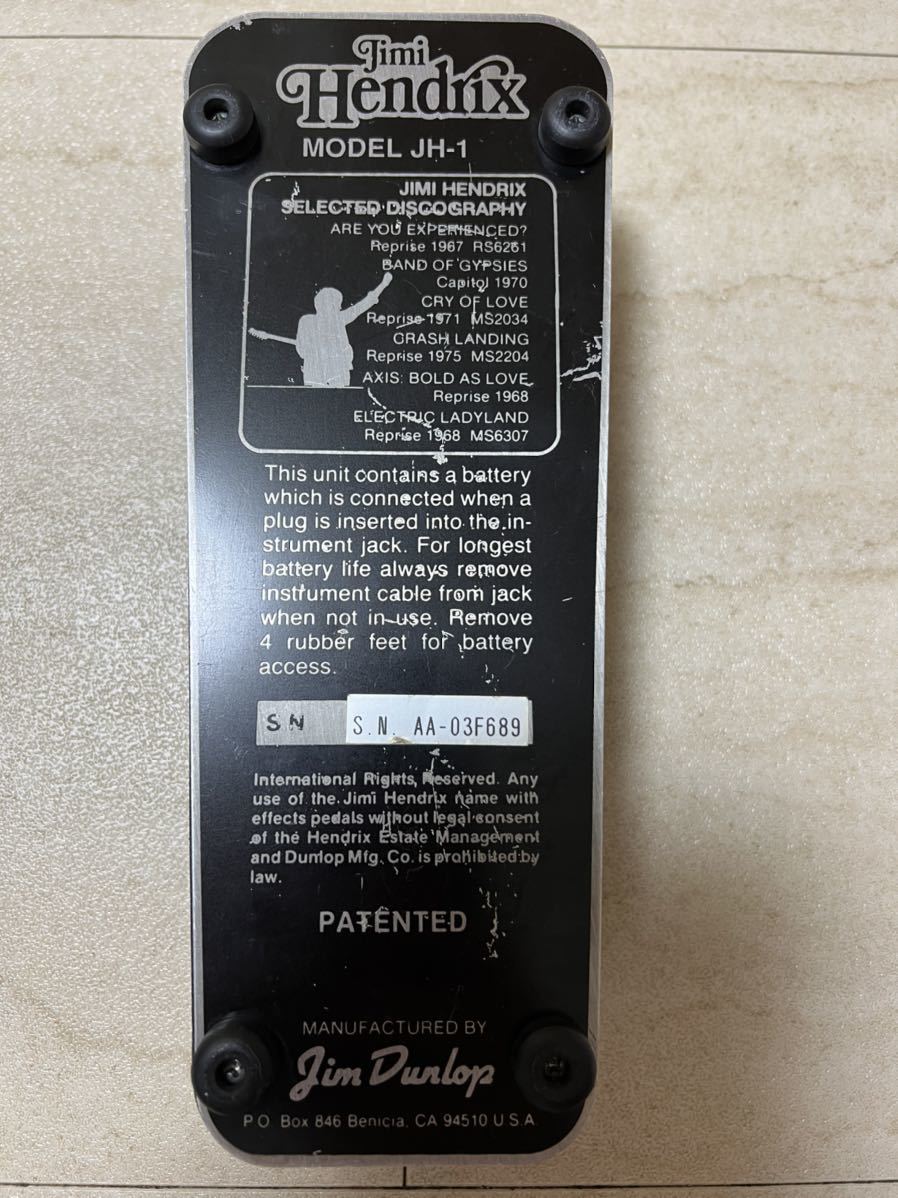 Jimi
Hendrix
MODEL JH-1
JIMI HENDRIX
SELECTED DISCOGRAPHY
ARE YOU EXPERIENCED?
Reprise 1967 RS6261
BAND OF GYPSIES
Capitol 1970
CRY OF LOVE
Reprise 1971 MS2034
CRASH LANDING
Reprise 1975 MS2204
AXIS: BOLD AS LOVE
Reprise 1968
ELECTRIC LADYLAND
Reprise 1968 MS6307
This unit contains a battery
which is connected when a
plug is inserted into the in-
strument jack. For longest
battery life always remove
instrument cable from jack
when not in use. Remove
4 rubber feet for battery
access.
SN S.N. AA-03F689
International Rights Reserved. Any
use of the Jimi Hendrix name with
effects pedals without legal consent
of the Hendrix Estate Management
and Dunlop Mfg. Co. is prohibited by
law.
PATENTED
MANUFACTURED BY
Jim Dunlop
P.O. Box 846 Benicia, CA 94510 U.S.A.